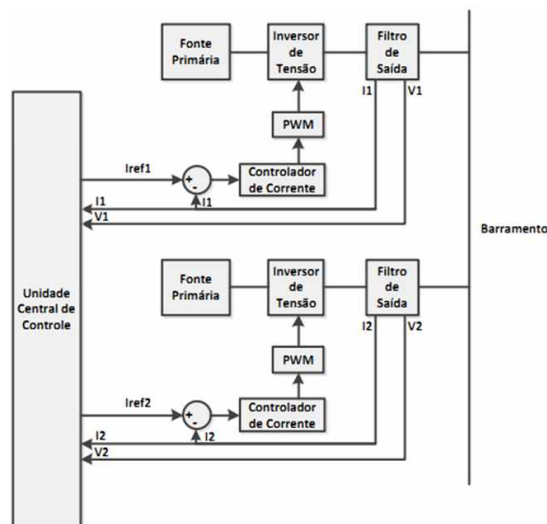 Fonte
Primária
Inversor
de
Tensão
Filtro
de
Saída
I1
V1
PWM
Iref1
+
-
I1
Controlador
de Corrente
I1
V1
Barramento
Unidade
Central de
Controle
Fonte
Primária
Inversor
de
Tensão
Filtro
de
Saída
I2
V2
PWM
Iref2
+
-
I2
Controlador
de Corrente
I2
V2